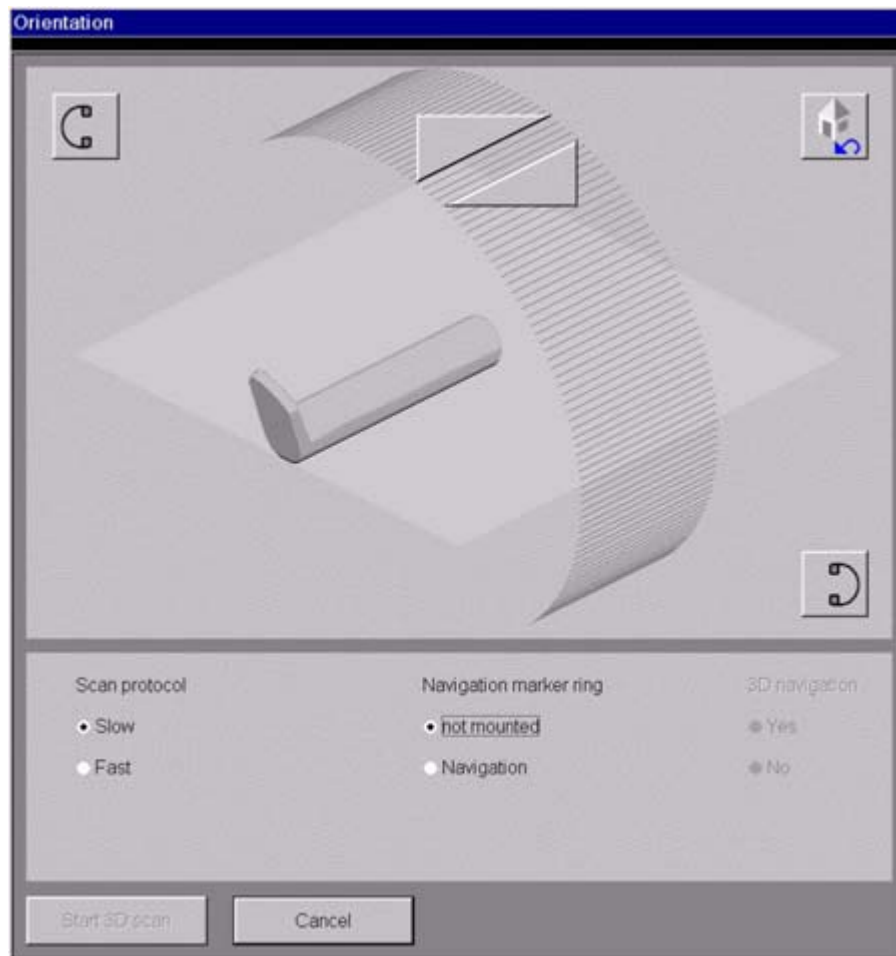 Orientation
Scan protocol Navigation marker ring 3D navigation
Slow not mounted Yes
Fast Navigation No
Start 3D scan Cancel